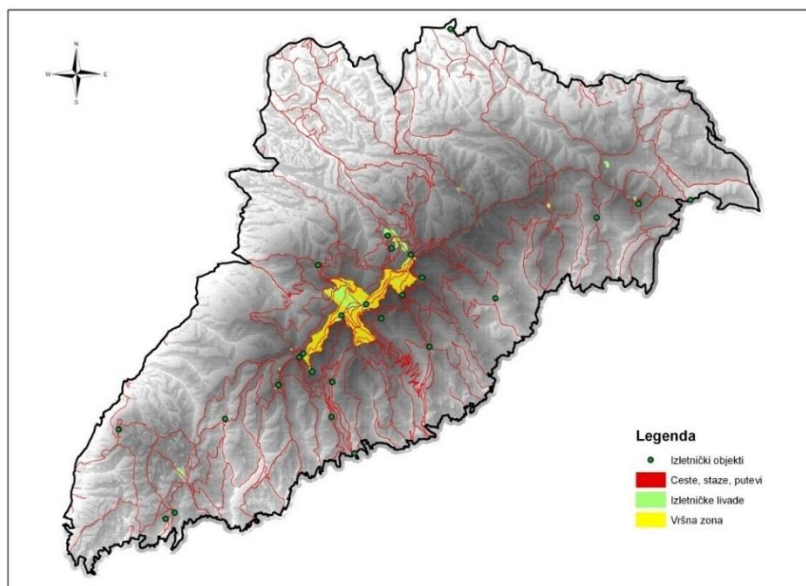 N
W E
S
Legenda
Izletnički objekti
Ceste, staze, putevi
Izletničke livade
Vršna zona